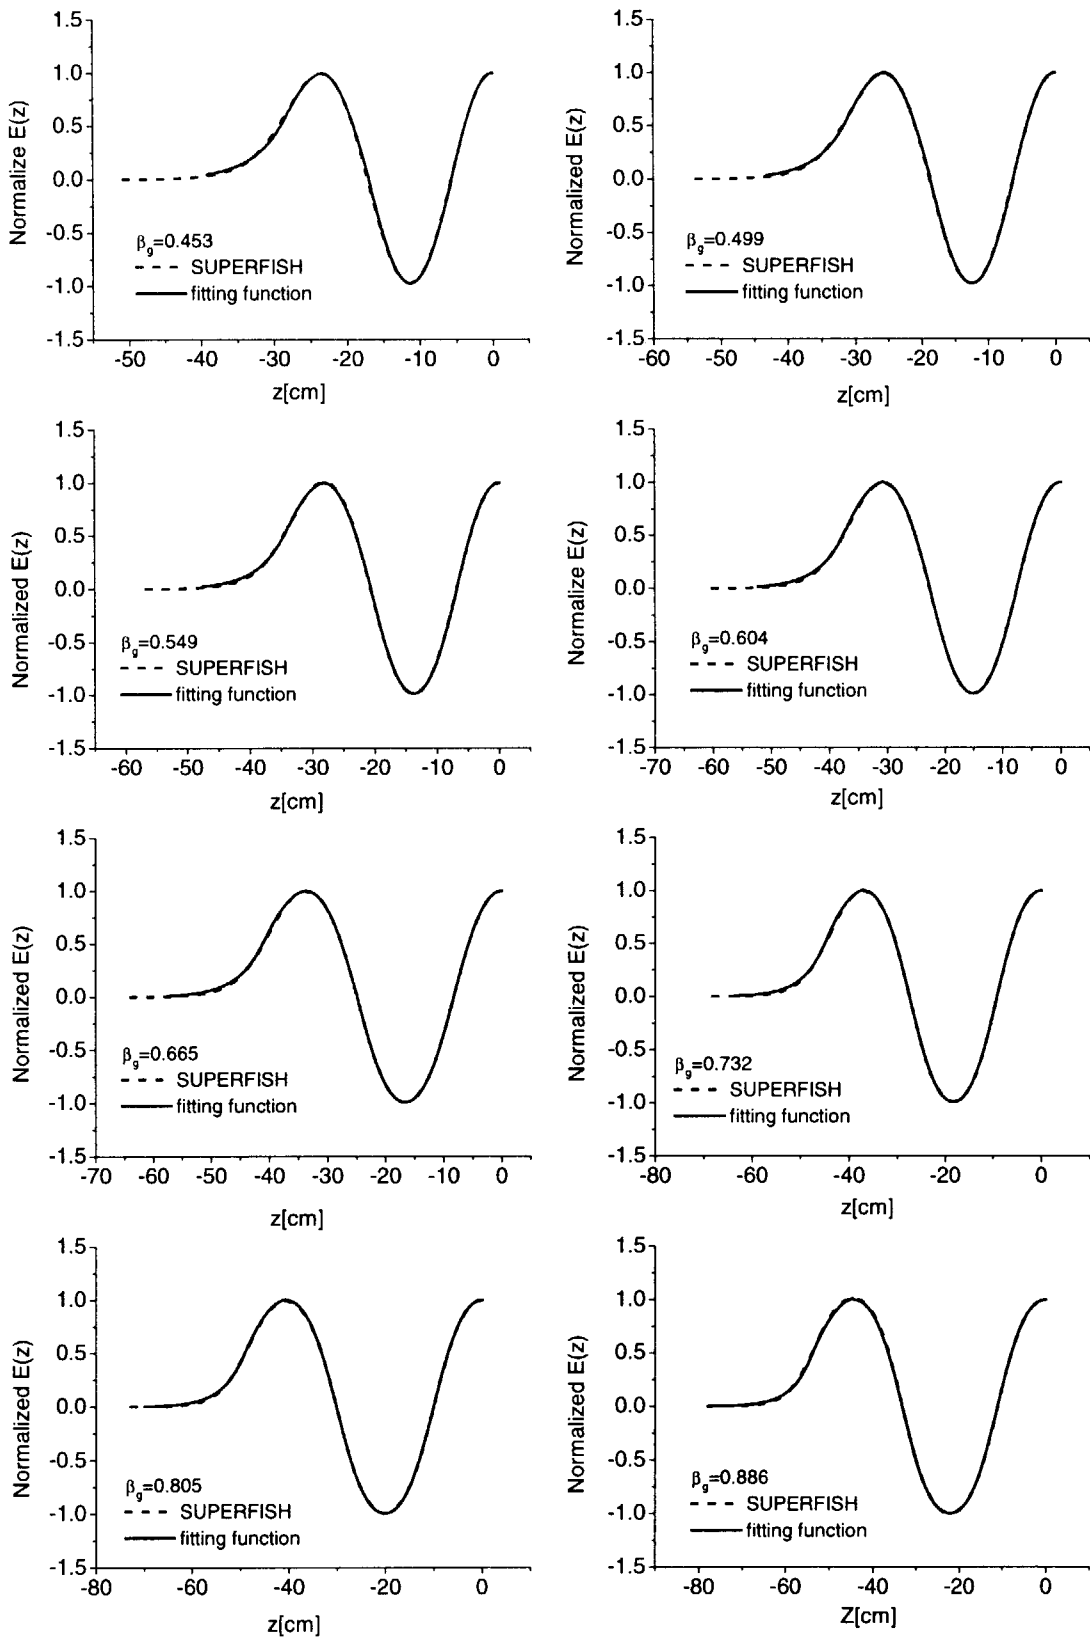 1.5
1.0
0.5
0.0
-0.5
-1.0
-1.5
Normalize E(z)
βg=0.453
SUPERFISH
fitting function
-50 -40 -30 -20 -10 0
z[cm]
1.5
1.0
0.5
0.0
-0.5
-1.0
-1.5
Normalized E(z)
βg=0.499
SUPERFISH
fitting function
-60 -50 -40 -30 -20 -10 0
z[cm]
1.5
1.0
0.5
0.0
-0.5
-1.0
-1.5
Normalized E(z)
βg=0.549
SUPERFISH
fitting function
-60 -50 -40 -30 -20 -10 0
z[cm]
1.5
1.0
0.5
0.0
-0.5
-1.0
-1.5
Normalize E(z)
βg=0.604
SUPERFISH
fitting function
-70 -60 -50 -40 -30 -20 -10 0
z[cm]
1.5
1.0
0.5
0.0
-0.5
-1.0
-1.5
Normalized E(z)
βg=0.665
SUPERFISH
fitting function
-70 -60 -50 -40 -30 -20 -10 0
z[cm]
1.5
1.0
0.5
0.0
-0.5
-1.0
-1.5
Normalized E(z)
βg=0.732
SUPERFISH
fitting function
-80 -60 -40 -20 0
z[cm]
1.5
1.0
0.5
0.0
-0.5
-1.0
-1.5
Normalized E(z)
βg=0.805
SUPERFISH
fitting function
-80 -60 -40 -20 0
z[cm]
1.5
1.0
0.5
0.0
-0.5
-1.0
-1.5
Normalized E(z)
βg=0.886
SUPERFISH
fitting function
-80 -60 -40 -20 0
Z[cm]